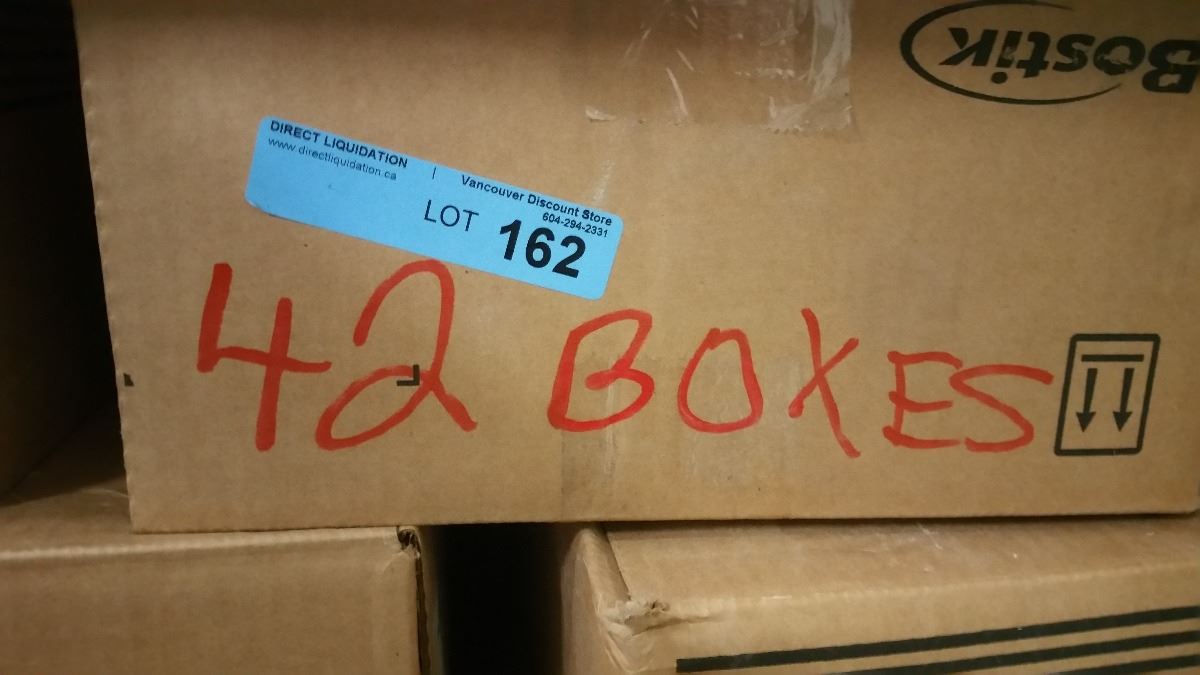 Bostik
DIRECT LIQUIDATION | Vancouver Discount Store
www.directliquidation.ca 604-294-2331
LOT 162
42 BOXES